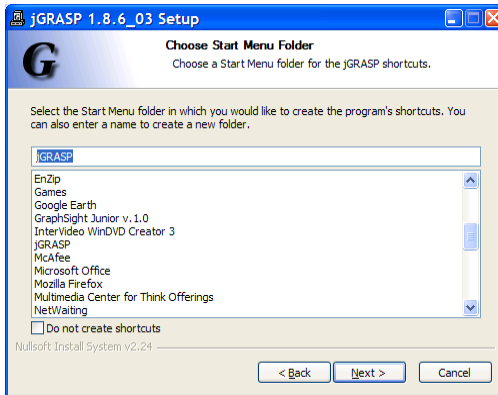 jGRASP 1.8.6_03 Setup
G
Choose Start Menu Folder
Choose a Start Menu folder for the jGRASP shortcuts.
Select the Start Menu folder in which you would like to create the program's shortcuts. You
can also enter a name to create a new folder.
jGRASP
EnZip
Games
Google Earth
GraphSight Junior v.1.0
InterVideo WinDVD Creator 3
jGRASP
McAfee
Microsoft Office
Mozilla Firefox
Multimedia Center for Think Offerings
NetWaiting
Do not create shortcuts
Nullsoft Install System v2.24
< Back Next > Cancel